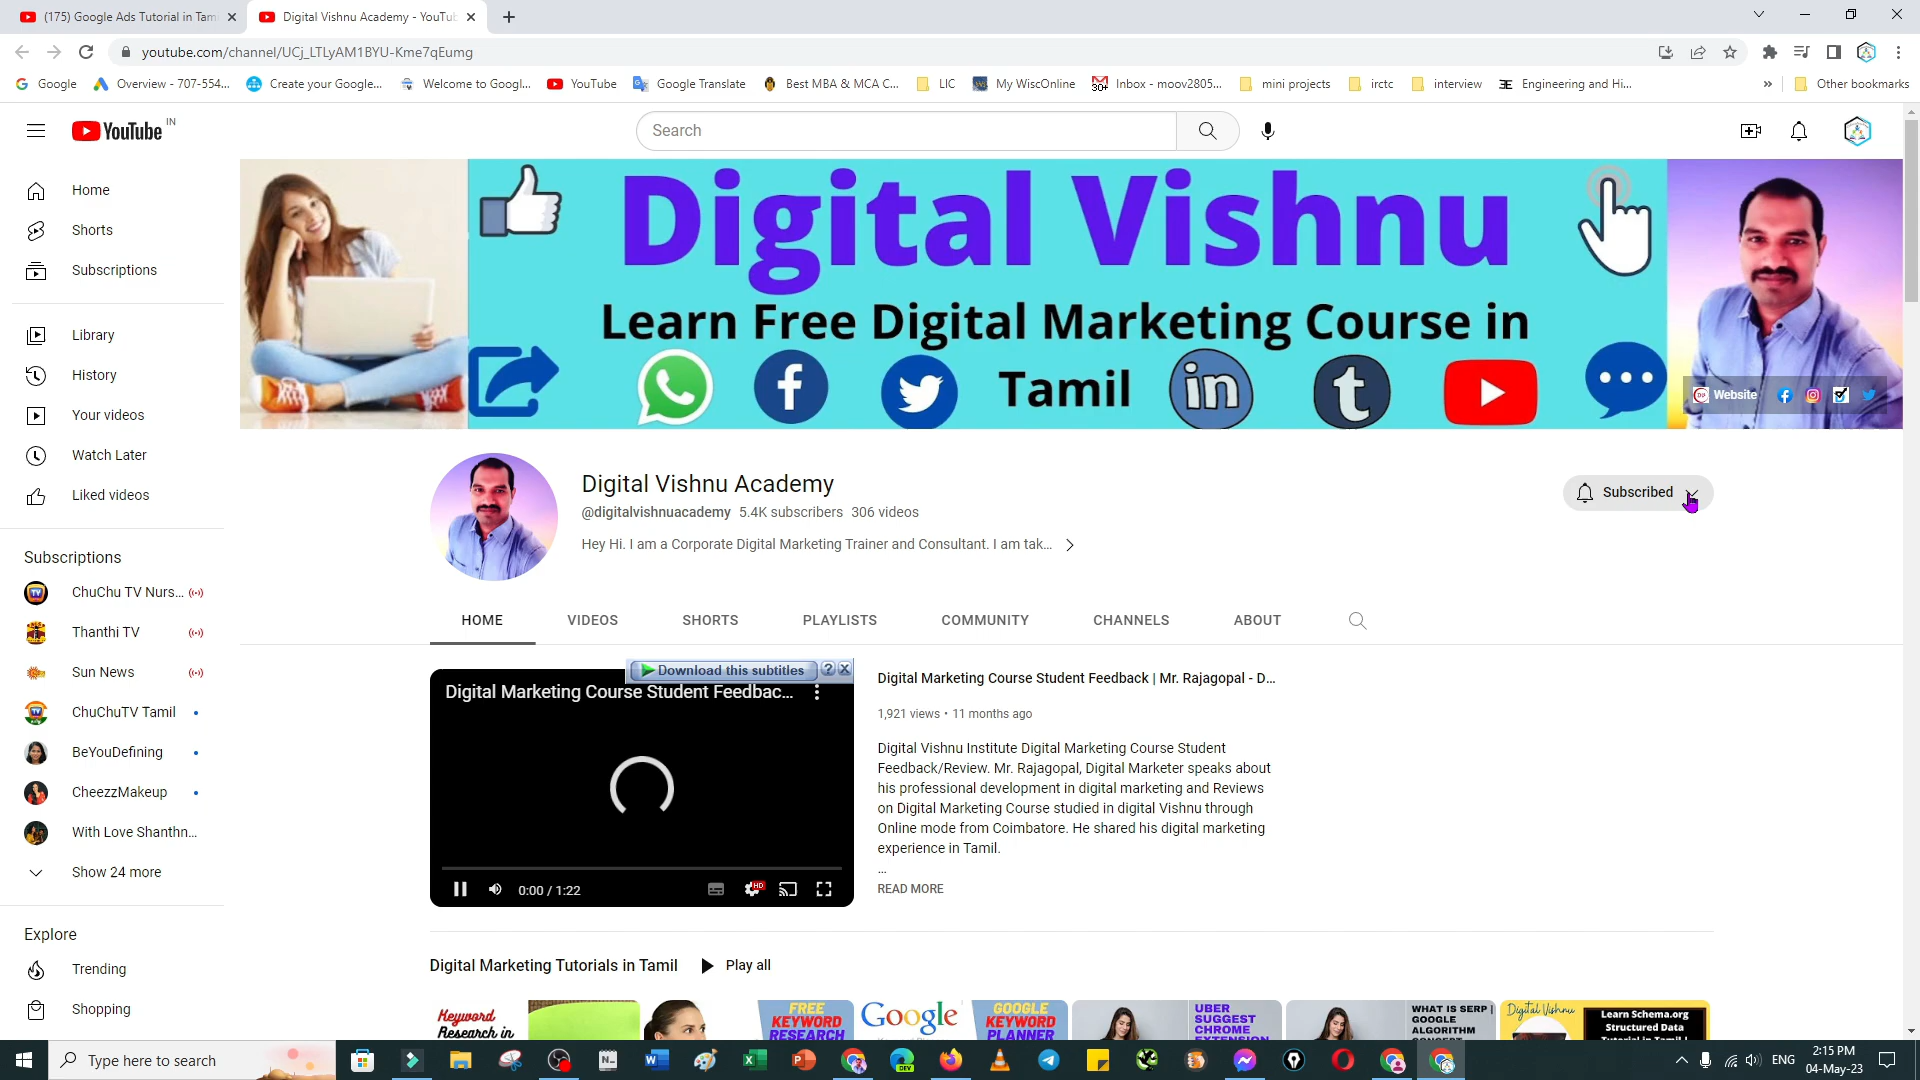 (175) Google Ads Tutorial in Tam
Digital Vishnu Academy - YouTub
youtube.com/channel/UCj_LTLyAM1BYU-Kme7qEumg
Google
Overview - 707-554...
Create your Google...
Welcome to Googl...
YouTube
Google Translate
Best MBA & MCA C...
LIC
My WiscOnline
30+
Inbox - moov2805...
mini projects
irctc
interview
Engineering and Hi...
»
Other bookmarks
YouTube IN
Search
Home
Shorts
Subscriptions
Library
History
Your videos
Watch Later
Liked videos
Subscriptions
ChuChu TV Nurs...
Thanthi TV
Sun News
ChuChuTV Tamil
BeYouDefining
CheezzMakeup
With Love Shanthn...
Show 24 more
Explore
Trending
Shopping
Digital Vishnu
Learn Free Digital Marketing Course in
Tamil
Website
Digital Vishnu Academy
@digitalvishnuacademy 5.4K subscribers 306 videos
Hey Hi. I am a Corporate Digital Marketing Trainer and Consultant. I am tak...
Subscribed
HOME
VIDEOS
SHORTS
PLAYLISTS
COMMUNITY
CHANNELS
ABOUT
Download this subtitles
Digital Marketing Course Student Feedbac...
0:00 / 1:22
HD
Digital Marketing Course Student Feedback | Mr. Rajagopal - D...
1,921 views • 11 months ago
Digital Vishnu Institute Digital Marketing Course Student
Feedback/Review. Mr. Rajagopal, Digital Marketer speaks about
his professional development in digital marketing and Reviews
on Digital Marketing Course studied in digital Vishnu through
Online mode from Coimbatore. He shared his digital marketing
experience in Tamil.
...
READ MORE
Digital Marketing Tutorials in Tamil
Play all
Keyword
Research in
FREE
KEYWORD
RESEARCH
Google
GOOGLE
KEYWORD
PLANNER
UBER
SUGGEST
CHROME
EXTENSION
WHAT IS SERP |
GOOGLE
ALGORITHM
Digital Vishnu
Learn Schema.org
Structured Data
Type here to search
ENG
2:15 PM
04-May-23